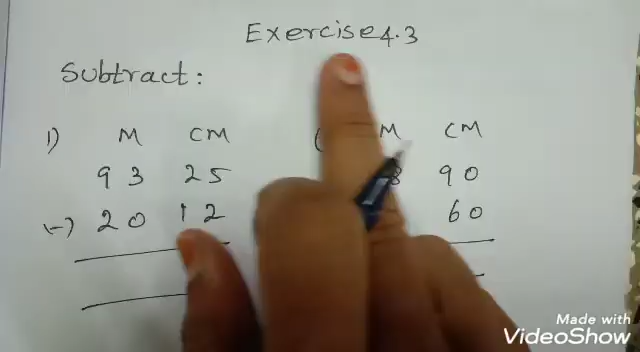 Exercise 4.3
Subtract:
1) M CM M CM
93 25 90
(-) 20 12 60
Made with
VideoShow